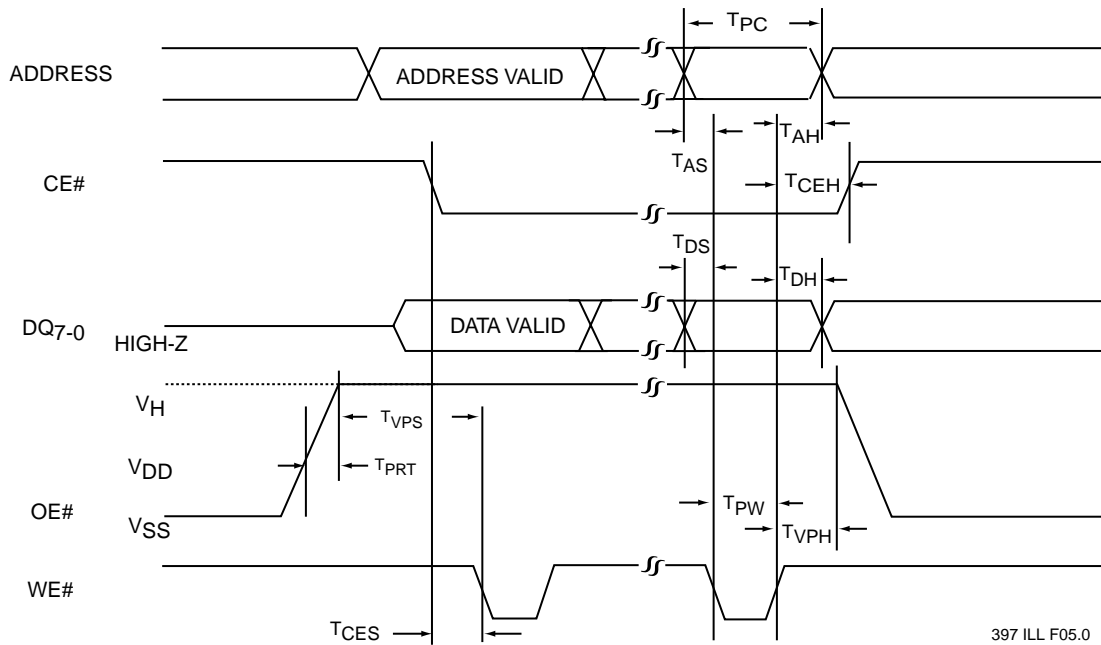 TPC
ADDRESS
ADDRESS VALID
TAH
TAS
CE#
TCEH
TDS
TDH
DQ7-0
HIGH-Z
DATA VALID
VH
TVPS
VDD
TPRT
OE#
VSS
TPW
TVPH
WE#
TCES
397 ILL F05.0